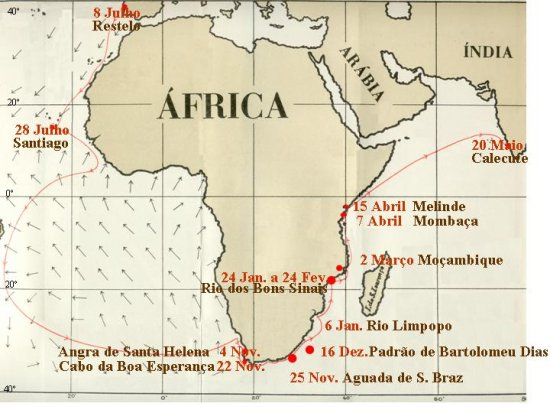 40°
8 Julho
Restelo
ÁFRICA
ARÁBIA
ÍNDIA
20°
28 Julho
Santiago
20 Maio
Calecute
0°
15 Abril Melinde
7 Abril Mombaça
2 Março Moçambique
24 Jan. a 24 Fev.
Rio dos Bons Sinais
20°
6 Jan. Rio Limpopo
Angra de Santa Helena 4 Nov.
16 Dez. Padrão de Bartolomeu Dias
Cabo da Boa Esperança 22 Nov.
25 Nov. Aguada de S. Braz
40°